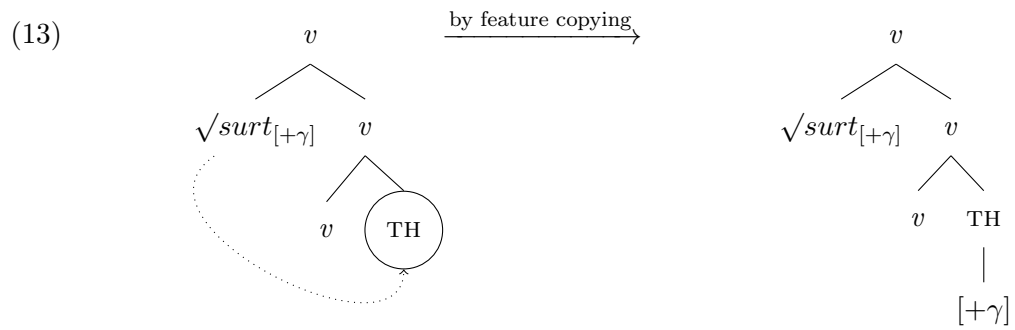 (13) v by feature copying v
√surt[+γ] v √surt[+γ] v
v TH v TH
[+γ]